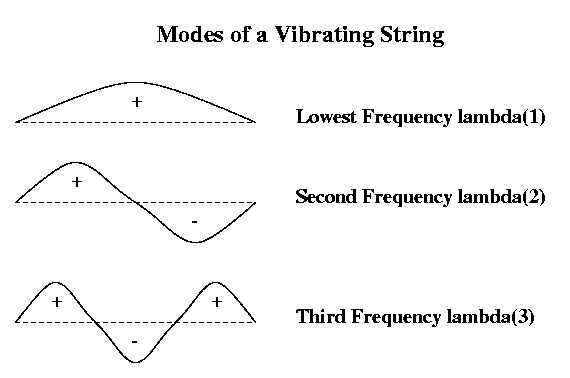 Modes of a Vibrating String
+
Lowest Frequency lambda(1)
+
Second Frequency lambda(2)
-
+
+
Third Frequency lambda(3)
-